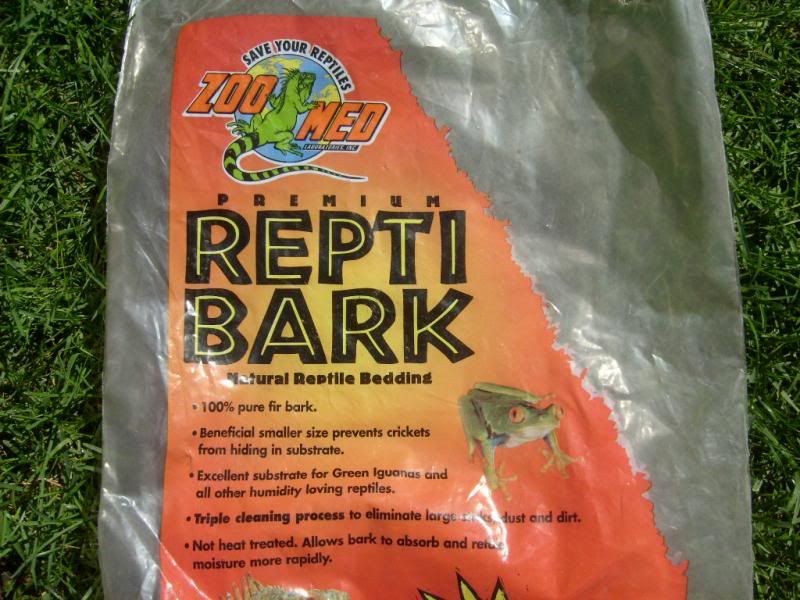 SAVE YOUR REPTILES
ZOO MED
LABORATORIES, INC.
PREMIUM
REPTI
BARK
Natural Reptile Bedding
• 100% pure fir bark.
• Beneficial smaller size prevents crickets
from hiding in substrate.
• Excellent substrate for Green Iguanas and
all other humidity loving reptiles.
• Triple cleaning process to eliminate large dust and dirt.
• Not heat treated. Allows bark to absorb and
moisture more rapidly.